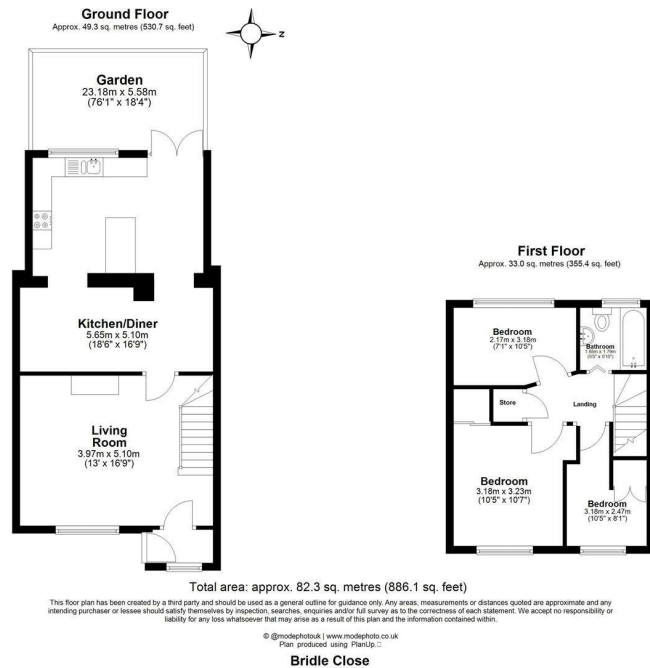 Ground Floor
Approx. 49.3 sq. metres (530.7 sq. feet)
Z
Garden
23.18m x 5.58m
(76'1" x 18'4")
Kitchen/Diner
5.65m x 5.10m
(18'6" x 16'9")
Living
Room
3.97m x 5.10m
(13' x 16'9")
First Floor
Approx. 33.0 sq. metres (355.4 sq. feet)
Bedroom
2.17m x 3.18m
(7'1" x 10'5")
Bathroom
Store
Landing
Bedroom
3.18m x 3.23m
(10'5" x 10'7")
Bedroom
3.18m x 2.47m
(10'5" x 8'1")
Total area: approx. 82.3 sq. metres (886.1 sq. feet)
This floor plan has been created by a third party and should be used as a general outline for guidance only. Any areas, measurements or distances quoted are approximate and any
intending purchaser or lessee should satisfy themselves by inspection, searches, enquiries and/or full survey as to the correctness of each statement. We accept no responsibility or
liability for any loss whatsoever that may arise as a result of this plan and the information contained within.
© @modephotouk | www.modephoto.co.uk
Plan produced using PlanUp.
Bridle Close